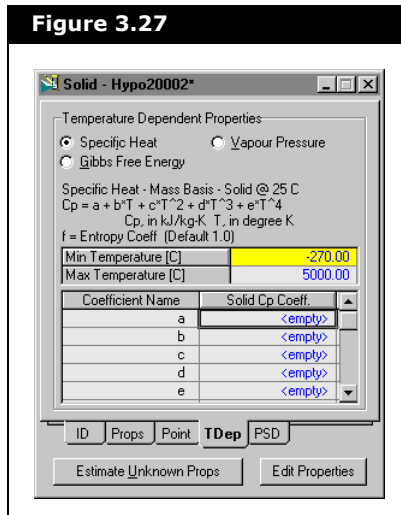 Figure 3.27
Solid - Hypo20002*
Temperature Dependent Properties
Specific Heat
Vapour Pressure
Gibbs Free Energy
Specific Heat - Mass Basis - Solid @ 25 C
Cp = a + b*T + c*T^2 + d*T^3 + e*T^4
Cp, in kJ/kg-K T, in degree K
f = Entropy Coeff (Default 1.0)
Min Temperature [C] -270.00
Max Temperature [C] 5000.00
Coefficient Name Solid Cp Coeff.
a <empty>
b <empty>
c <empty>
d <empty>
e <empty>
ID Props Point TDep PSD
Estimate Unknown Props Edit Properties